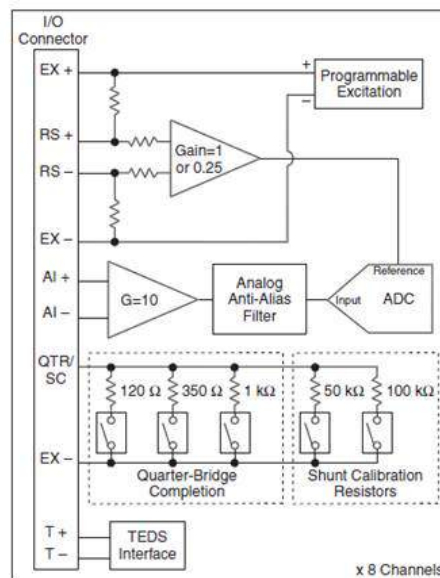 I/O
Connector
EX +
+
Programmable
Excitation
–
RS +
Gain=1
or 0.25
RS –
EX –
Reference
AI +
G=10
Analog
Anti-Alias
Filter
Input
ADC
AI –
QTR/
SC
120 Ω
350 Ω
1 kΩ
50 kΩ
100 kΩ
EX –
Quarter-Bridge
Completion
Shunt Calibration
Resistors
T +
T –
TEDS
Interface
x 8 Channels